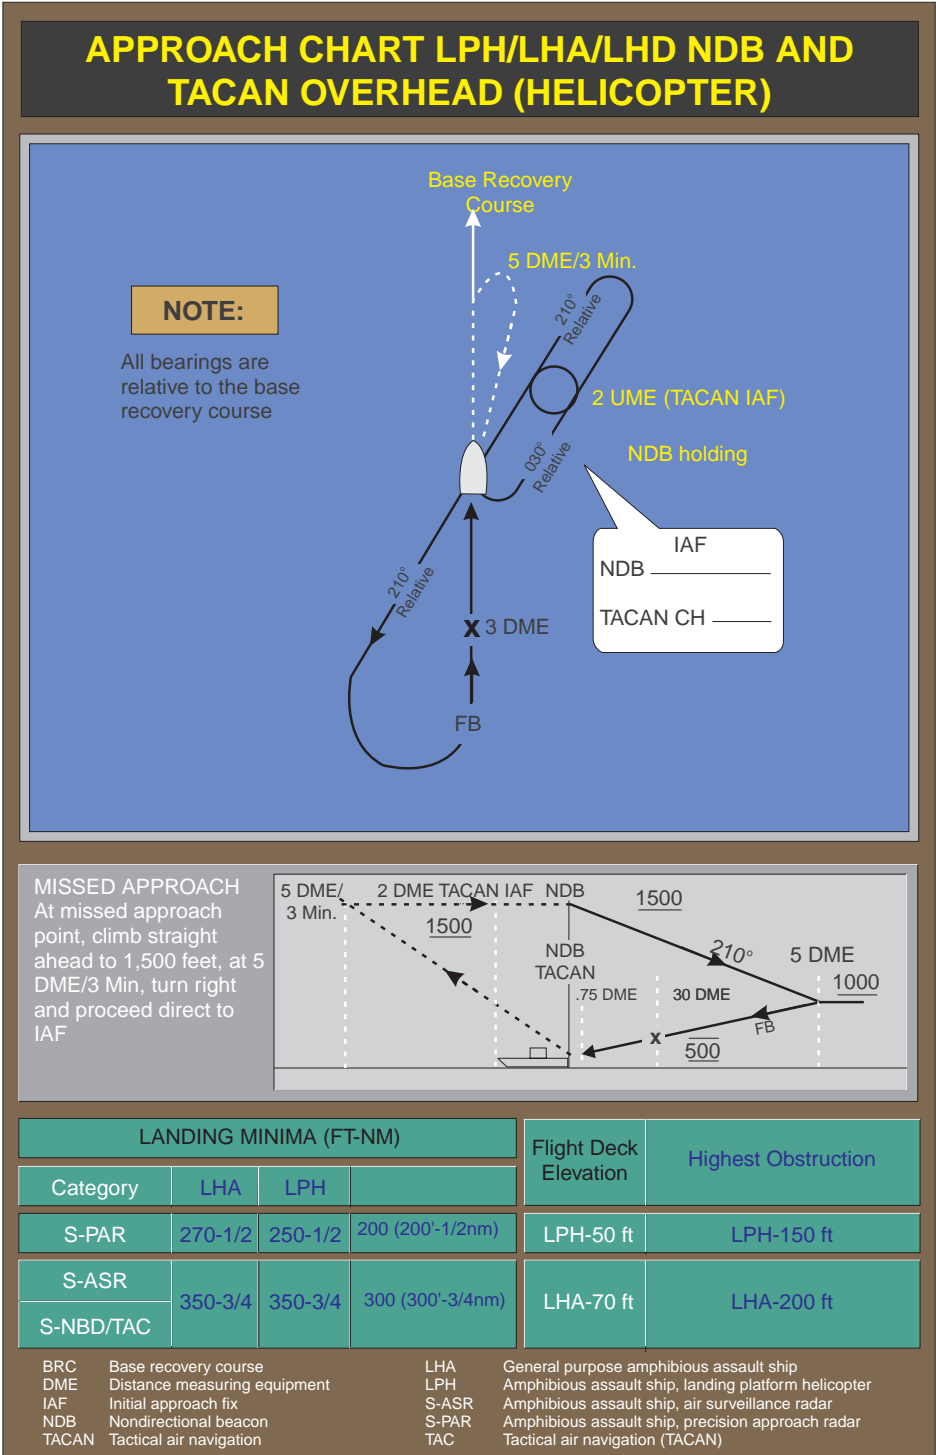 APPROACH CHART LPH/LHA/LHD NDB AND
TACAN OVERHEAD (HELICOPTER)
Base Recovery
Course
5 DME/3 Min.
NOTE:
All bearings are
relative to the base
recovery course
210°
Relative
2 UME (TACAN IAF)
030°
Relative
NDB holding
IAF
NDB
TACAN CH
210°
Relative
X 3 DME
FB
MISSED APPROACH
At missed approach
point, climb straight
ahead to 1,500 feet, at 5
DME/3 Min, turn right
and proceed direct to
IAF
5 DME/
3 Min.
2 DME TACAN IAF NDB
1500
1500
NDB
TACAN
210°
5 DME
.75 DME
30 DME
1000
X
500
FB
LANDING MINIMA (FT-NM)
Flight Deck
Elevation
Highest Obstruction
Category LHA LPH
S-PAR 270-1/2 250-1/2 200 (200'-1/2nm) LPH-50 ft LPH-150 ft
S-ASR
350-3/4 350-3/4 300 (300'-3/4nm) LHA-70 ft LHA-200 ft
S-NBD/TAC
BRC Base recovery course
DME Distance measuring equipment
IAF Initial approach fix
NDB Nondirectional beacon
TACAN Tactical air navigation
LHA General purpose amphibious assault ship
LPH Amphibious assault ship, landing platform helicopter
S-ASR Amphibious assault ship, air surveillance radar
S-PAR Amphibious assault ship, precision approach radar
TAC Tactical air navigation (TACAN)